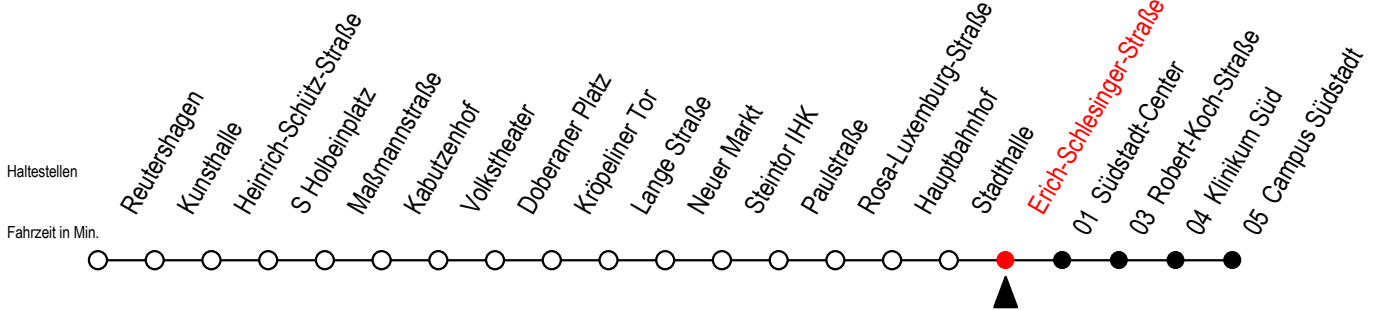 Haltestellen
Fahrzeit in Min.
Reutershagen
Kunsthalle
Heinrich-Schütz-Straße
S Holbeinplatz
Maßmannstraße
Kabutzenhof
Volkstheater
Doberaner Platz
Kröpeliner Tor
Lange Straße
Neuer Markt
Steintor IHK
Paulstraße
Rosa-Luxemburg-Straße
Hauptbahnhof
Stadthalle
Erich-Schlesinger-Straße
01 Südstadt-Center
03 Robert-Koch-Straße
04 Klinikum Süd
05 Campus Südstadt